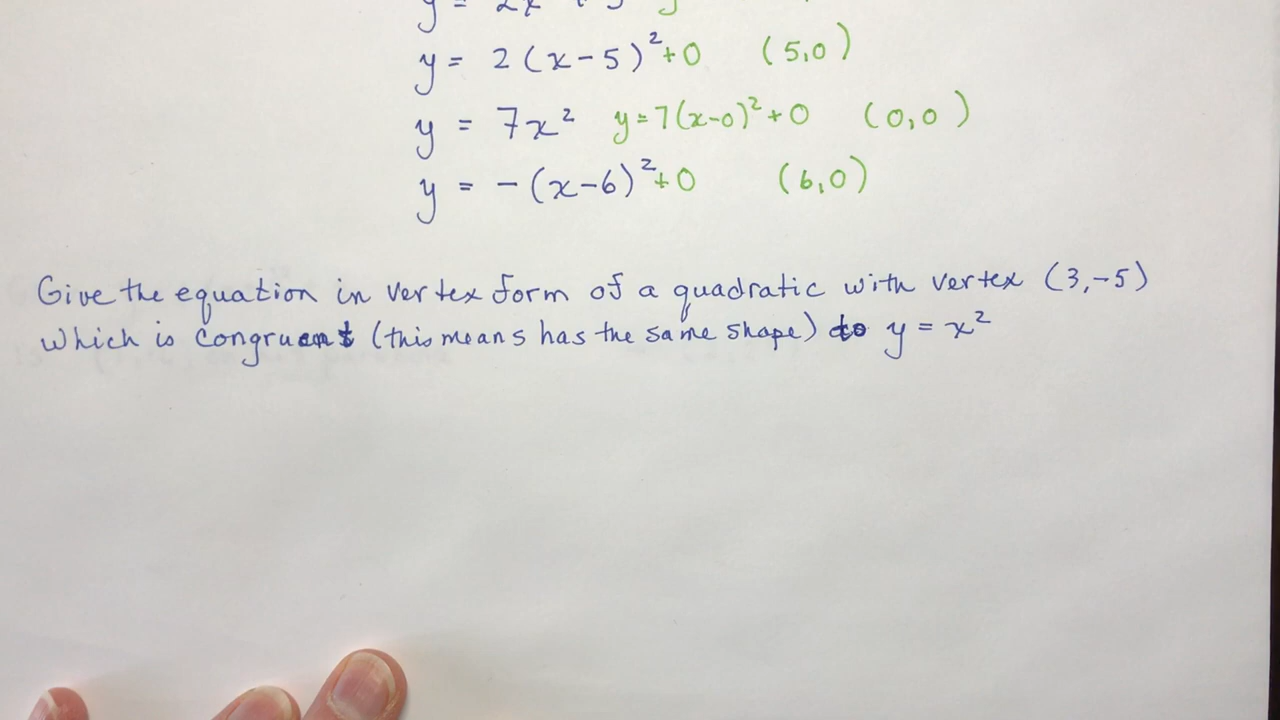 y = 2(x-5)²+0 (5,0)
y = 7x² y=7(x-0)²+0 (0,0)
y = -(x-6)²+0 (6,0)
Give the equation in vertex form of a quadratic with vertex (3,-5)
which is congruent (this means has the same shape) to y = x²